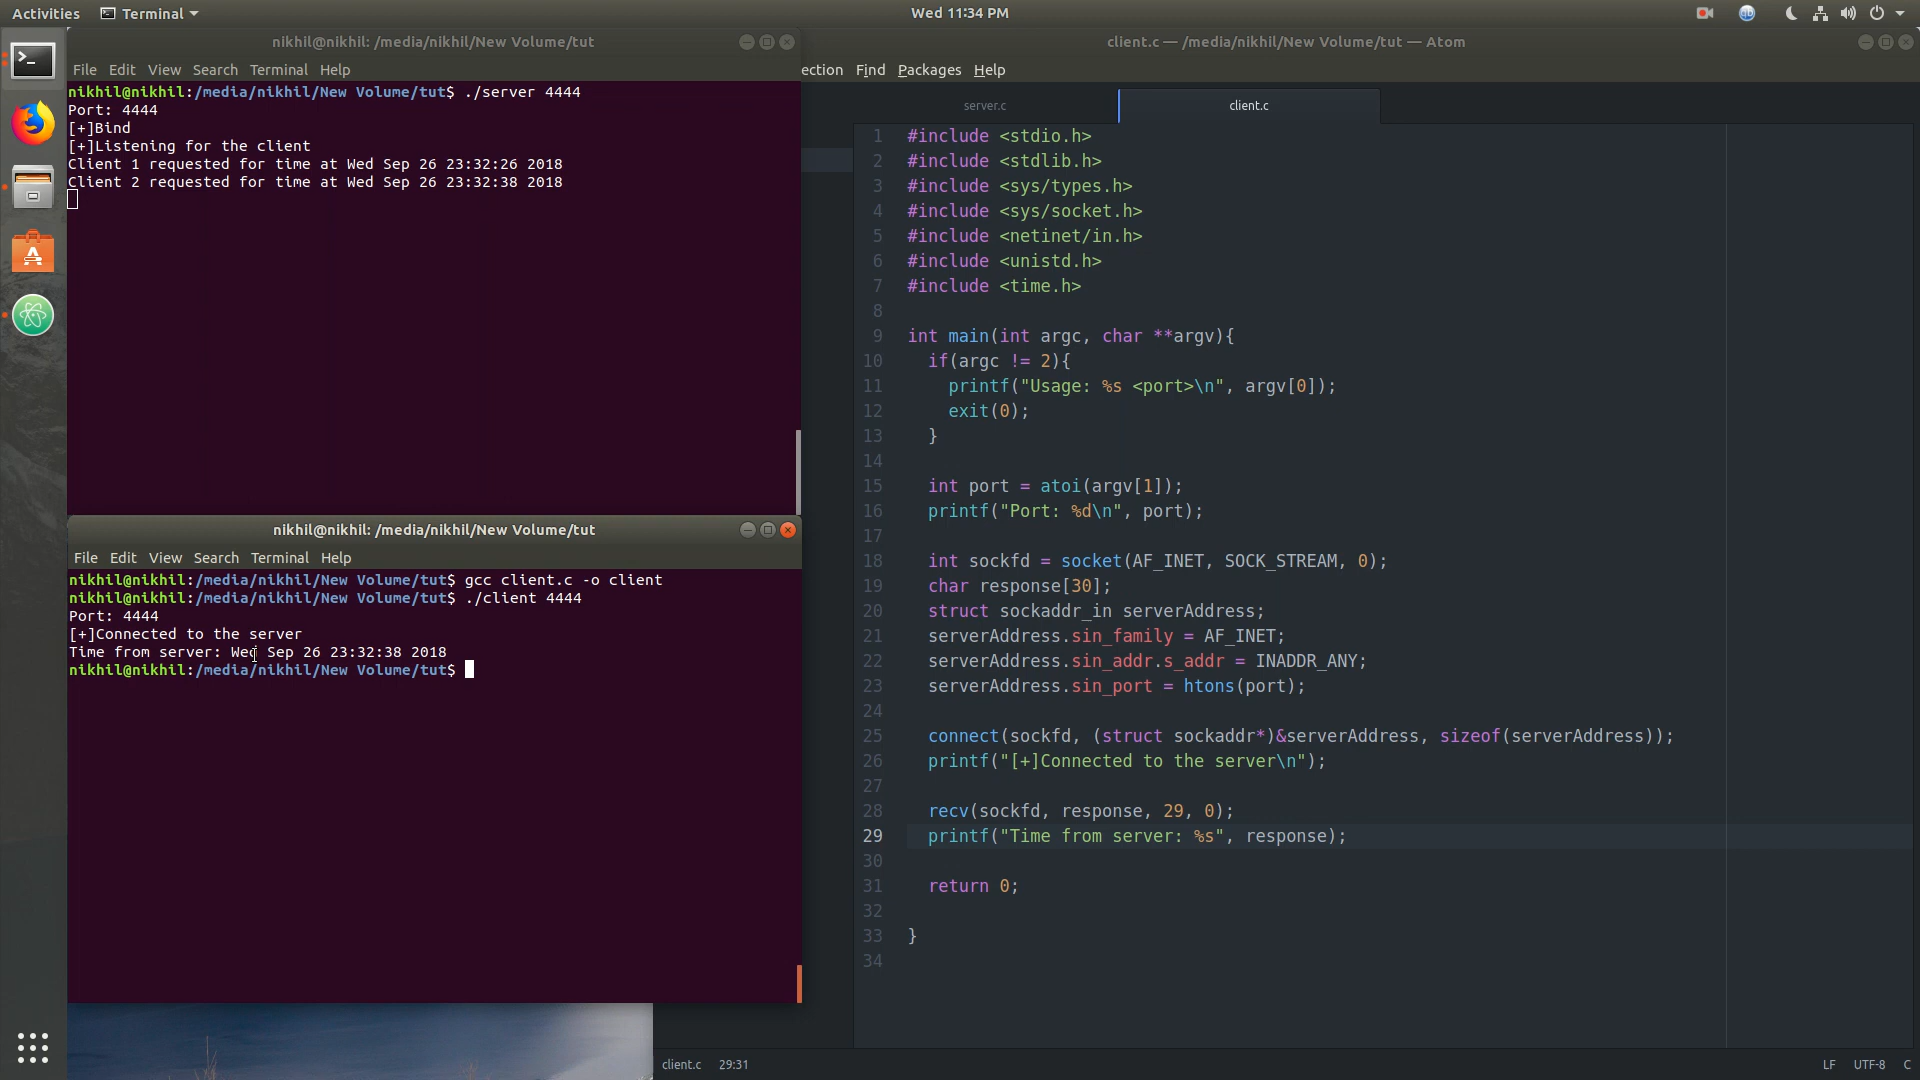 Activities
Terminal
Wed 11:34 PM
nikhil@nikhil: /media/nikhil/New Volume/tut
File Edit View Search Terminal Help
nikhil@nikhil:/media/nikhil/New Volume/tut$ ./server 4444
Port: 4444
[+]Bind
[+]Listening for the client
Client 1 requested for time at Wed Sep 26 23:32:26 2018
Client 2 requested for time at Wed Sep 26 23:32:38 2018
nikhil@nikhil: /media/nikhil/New Volume/tut
File Edit View Search Terminal Help
nikhil@nikhil:/media/nikhil/New Volume/tut$ gcc client.c -o client
nikhil@nikhil:/media/nikhil/New Volume/tut$ ./client 4444
Port: 4444
[+]Connected to the server
Time from server: Wed Sep 26 23:32:38 2018
nikhil@nikhil:/media/nikhil/New Volume/tut$
client.c — /media/nikhil/New Volume/tut — Atom
ection Find Packages Help
server.c
client.c
1 #include <stdio.h>
2 #include <stdlib.h>
3 #include <sys/types.h>
4 #include <sys/socket.h>
5 #include <netinet/in.h>
6 #include <unistd.h>
7 #include <time.h>
8
9 int main(int argc, char **argv){
10 if(argc != 2){
11 printf("Usage: %s <port>\n", argv[0]);
12 exit(0);
13 }
14
15 int port = atoi(argv[1]);
16 printf("Port: %d\n", port);
17
18 int sockfd = socket(AF_INET, SOCK_STREAM, 0);
19 char response[30];
20 struct sockaddr_in serverAddress;
21 serverAddress.sin_family = AF_INET;
22 serverAddress.sin_addr.s_addr = INADDR_ANY;
23 serverAddress.sin_port = htons(port);
24
25 connect(sockfd, (struct sockaddr*)&serverAddress, sizeof(serverAddress));
26 printf("[+]Connected to the server\n");
27
28 recv(sockfd, response, 29, 0);
29 printf("Time from server: %s", response);
30
31 return 0;
32
33 }
34
client.c 29:31
LF UTF-8 C